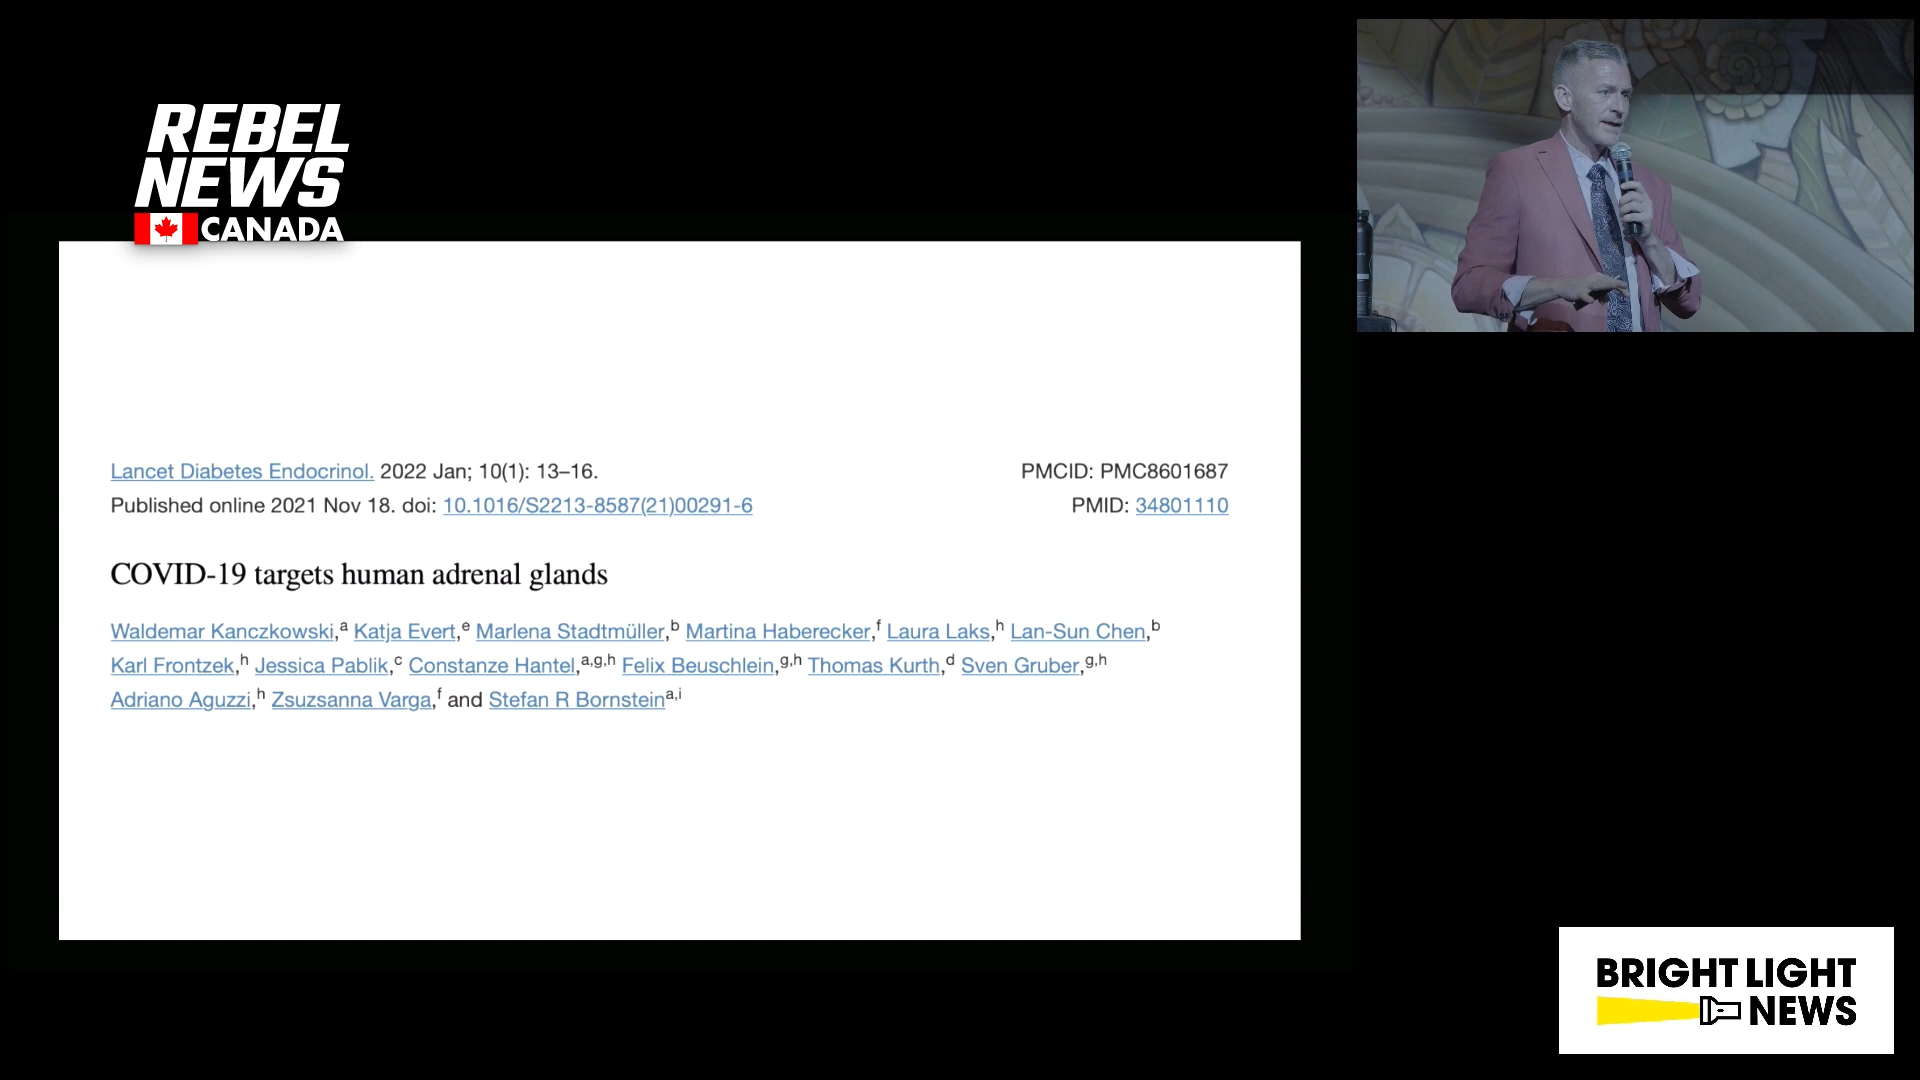 REBEL
NEWS
CANADA
Lancet Diabetes Endocrinol. 2022 Jan; 10(1): 13–16.
PMCID: PMC8601687
Published online 2021 Nov 18. doi: 10.1016/S2213-8587(21)00291-6
PMID: 34801110
COVID-19 targets human adrenal glands
Waldemar Kanczkowski,a Katja Evert,e Marlena Stadtmüller,b Martina Haberecker,f Laura Laks,h Lan-Sun Chen,b
Karl Frontzek,h Jessica Pablik,c Constanze Hantel,a,g,h Felix Beuschlein,g,h Thomas Kurth,d Sven Gruber,g,h
Adriano Aguzzi,h Zsuzsanna Varga,f and Stefan R Bornsteina,i
BRIGHT LIGHT
NEWS